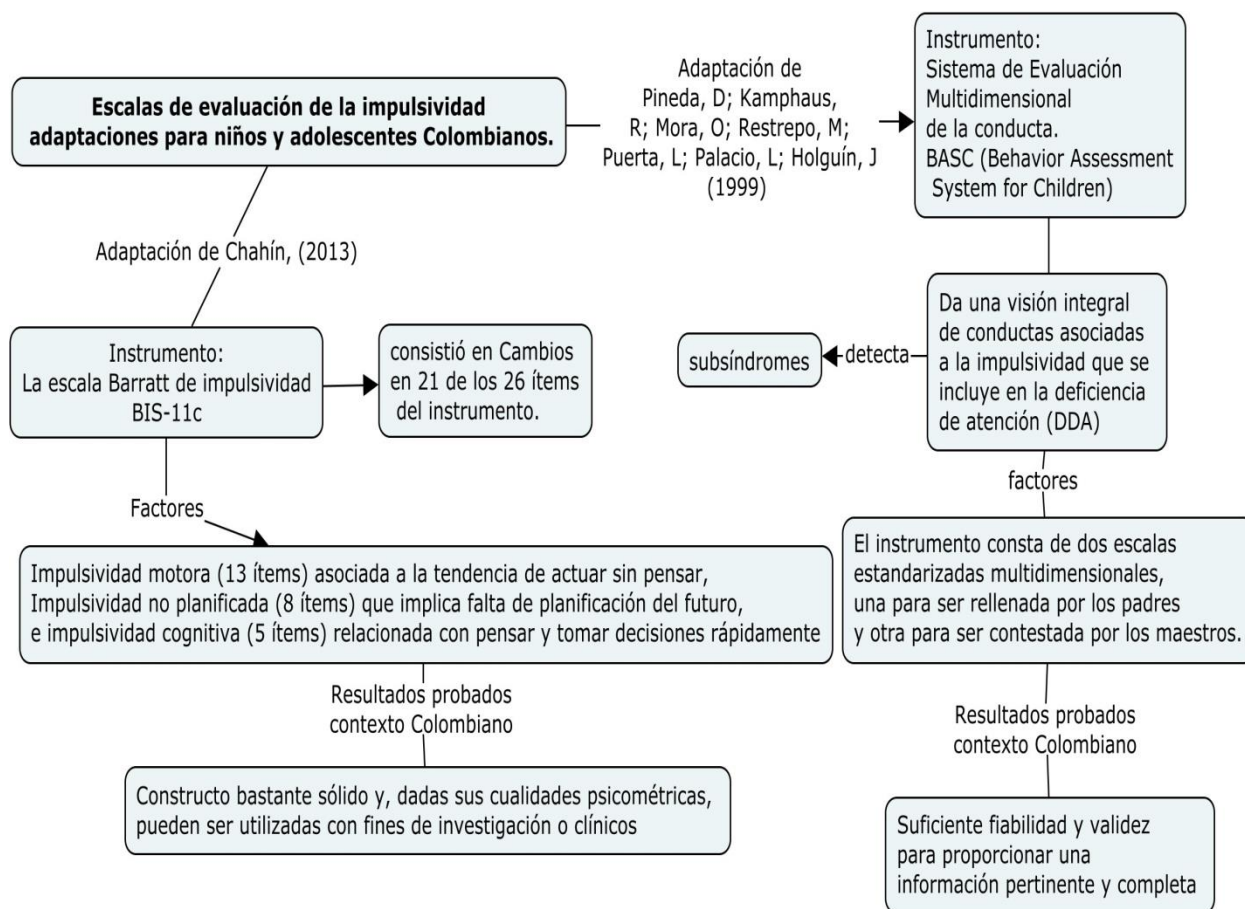 Escalas de evaluación de la impulsividad
adaptaciones para niños y adolescentes Colombianos.
Adaptación de
Pineda, D; Kamphaus,
R; Mora, O; Restrepo, M;
Puerta, L; Palacio, L; Holguín, J
(1999)
Instrumento:
Sistema de Evaluación
Multidimensional
de la conducta.
BASC (Behavior Assessment
System for Children)
Adaptación de Chahín, (2013)
Instrumento:
La escala Barratt de impulsividad
BIS-11c
consistió en Cambios
en 21 de los 26 ítems
del instrumento.
subsíndromes
detecta
Da una visión integral
de conductas asociadas
a la impulsividad que se
incluye en la deficiencia
de atención (DDA)
Factores
factores
Impulsividad motora (13 ítems) asociada a la tendencia de actuar sin pensar,
Impulsividad no planificada (8 ítems) que implica falta de planificación del futuro,
e impulsividad cognitiva (5 ítems) relacionada con pensar y tomar decisiones rápidamente
El instrumento consta de dos escalas
estandarizadas multidimensionales,
una para ser rellenada por los padres
y otra para ser contestada por los maestros.
Resultados probados
contexto Colombiano
Resultados probados
contexto Colombiano
Constructo bastante sólido y, dadas sus cualidades psicométricas,
pueden ser utilizadas con fines de investigación o clínicos
Suficiente fiabilidad y validez
para proporcionar una
información pertinente y completa